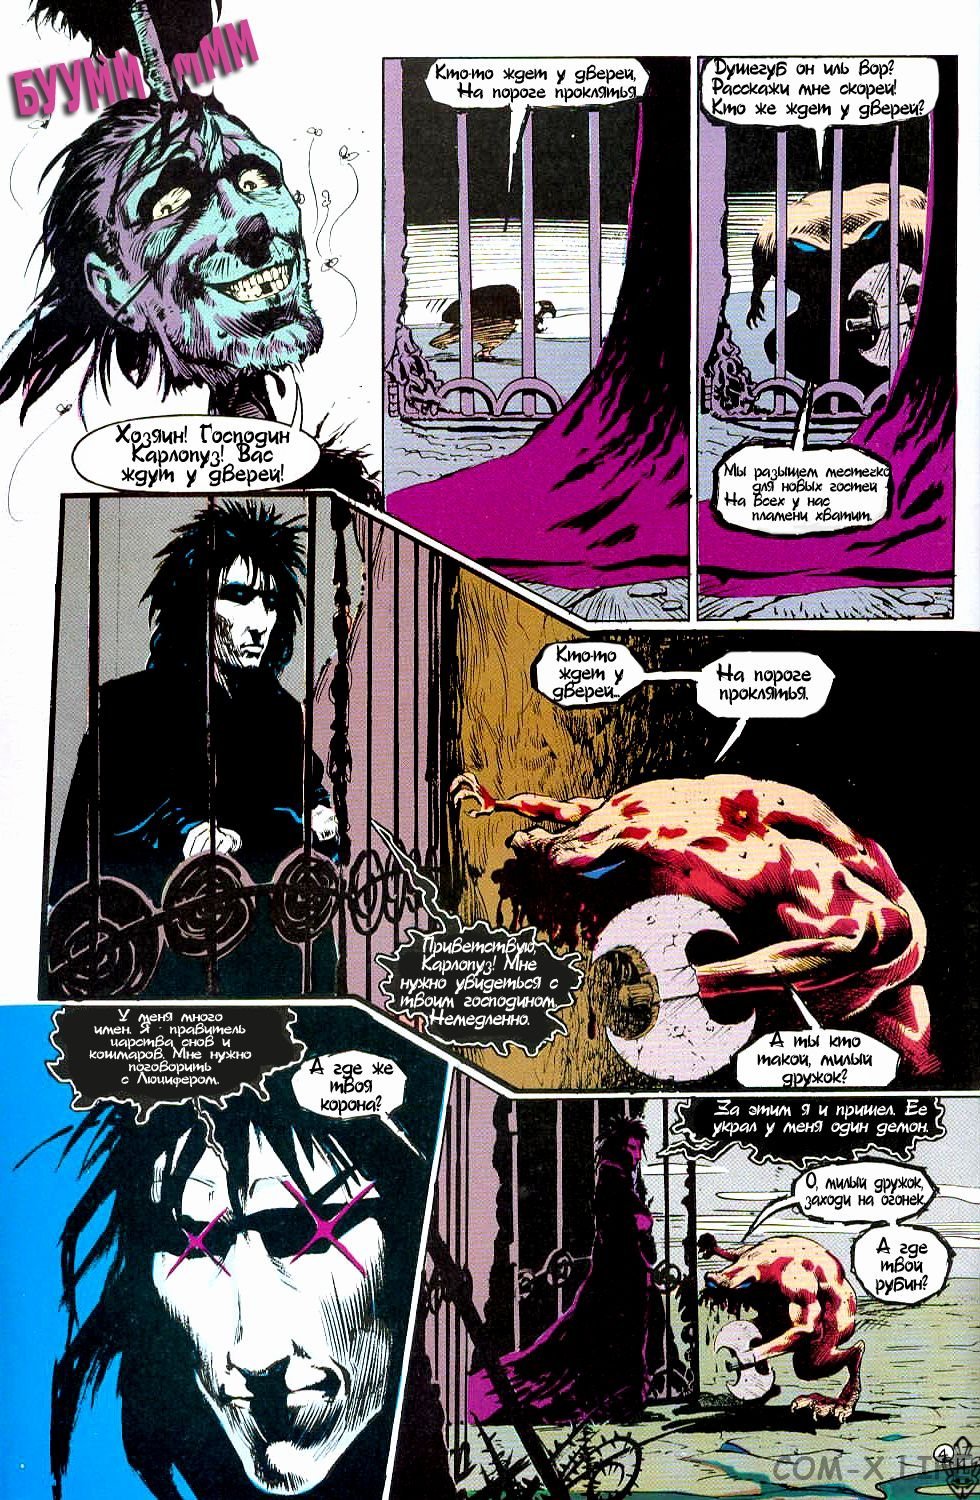 БУУМММММ
Хозяин! Господин
Карлопуз! Вас
ждут у дверей!
Кто-то ждет у дверей,
На пороге проклятья.
Душегуб он иль вор?
Расскажи мне скорей!
Кто же ждет у дверей?
Мы разыщем местечко
для новых гостей -
На всех у нас
пламени хватит.
Кто-то
ждет у
дверей...
На пороге
проклятья.
Приветствую,
Карлопуз! Мне
нужно увидеться с
твоим господином.
Немедленно.
А ты кто
такой, милый
дружок?
У меня много
имен. Я - правитель
царства снов и
кошмаров. Мне нужно
поговорить
с Люцифером.
А где же
твоя
корона?
За этим я и пришел. Ее
украл у меня один демон.
О, милый дружок,
заходи на огонек.
А где
твой
рубин?
4